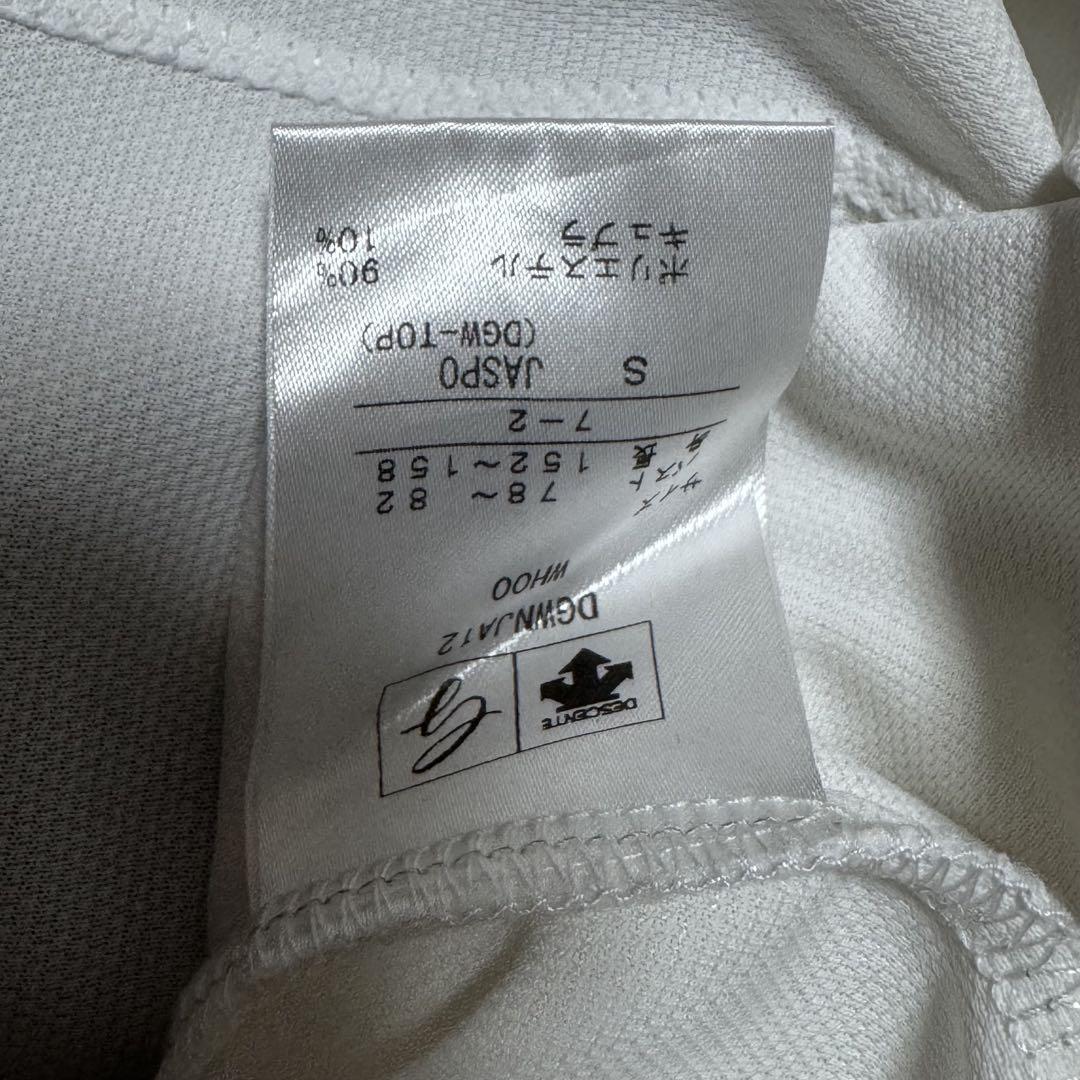 DESCENTE
DGWNJA12
WH00
サイズ
バスト 78～82
身長 152～158
7－2
S JASPO
(DGW-TOP)
ポリエステル 90%
キュプラ 10%